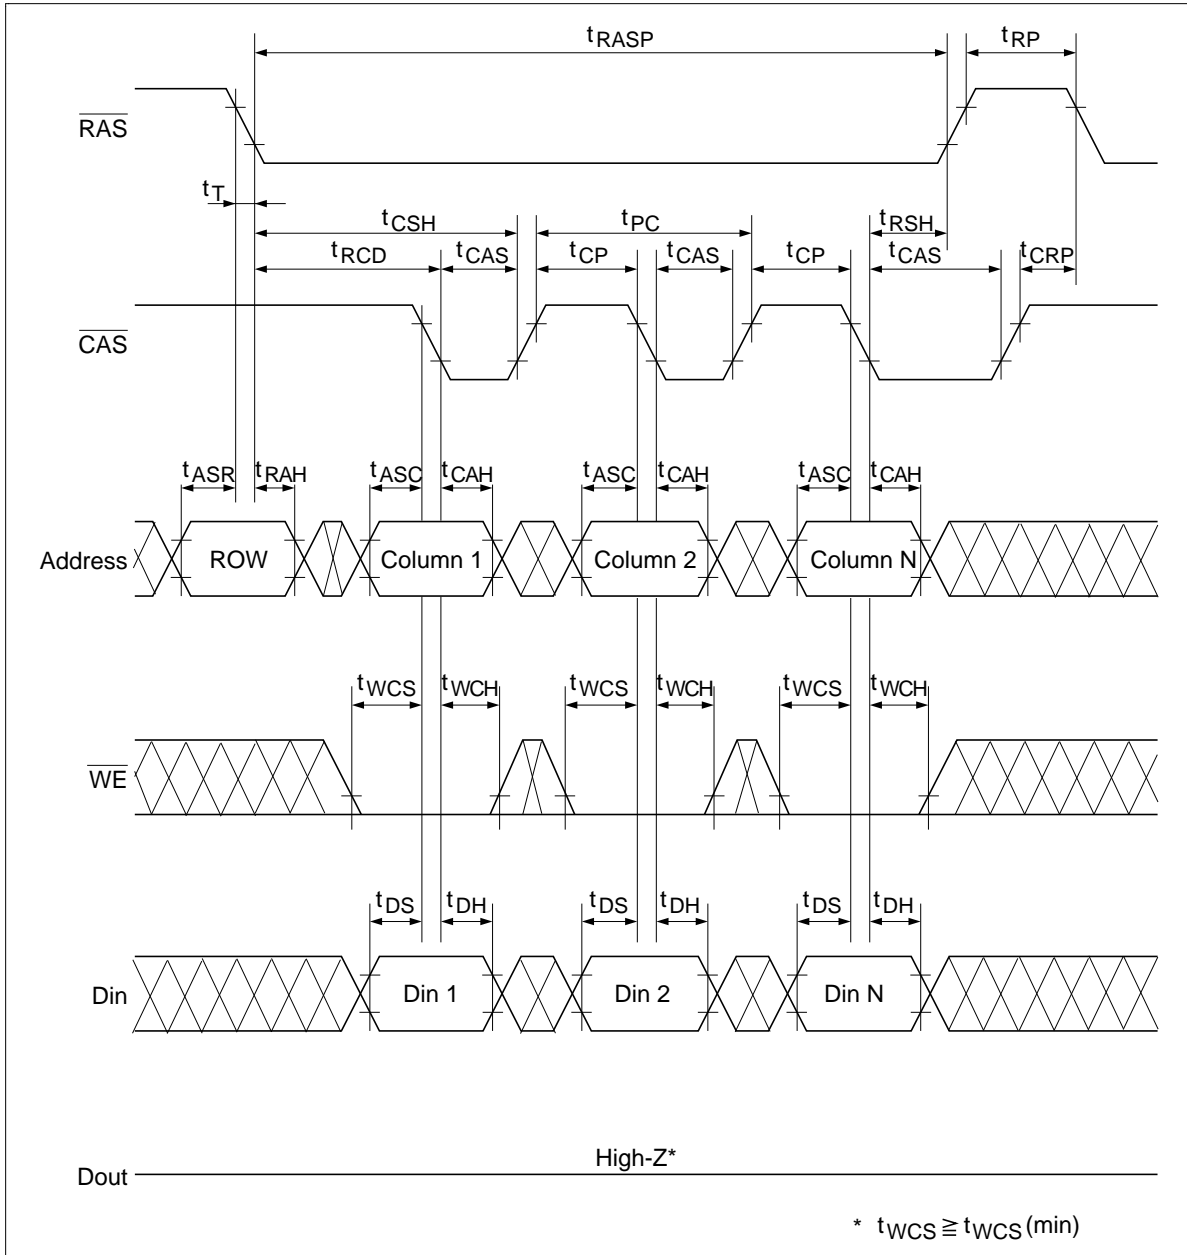 tRASP tRP
RAS
tT
tCSH tPC tRSH
tRCD tCAS tCP tCAS tCP tCAS tCRP
CAS
tASR tRAH tASC tCAH tASC tCAH tASC tCAH
Address ROW Column 1 Column 2 Column N
tWCS tWCH tWCS tWCH tWCS tWCH
WE
tDS tDH tDS tDH tDS tDH
Din Din 1 Din 2 Din N
High-Z*
Dout
* tWCS ≧ tWCS (min)